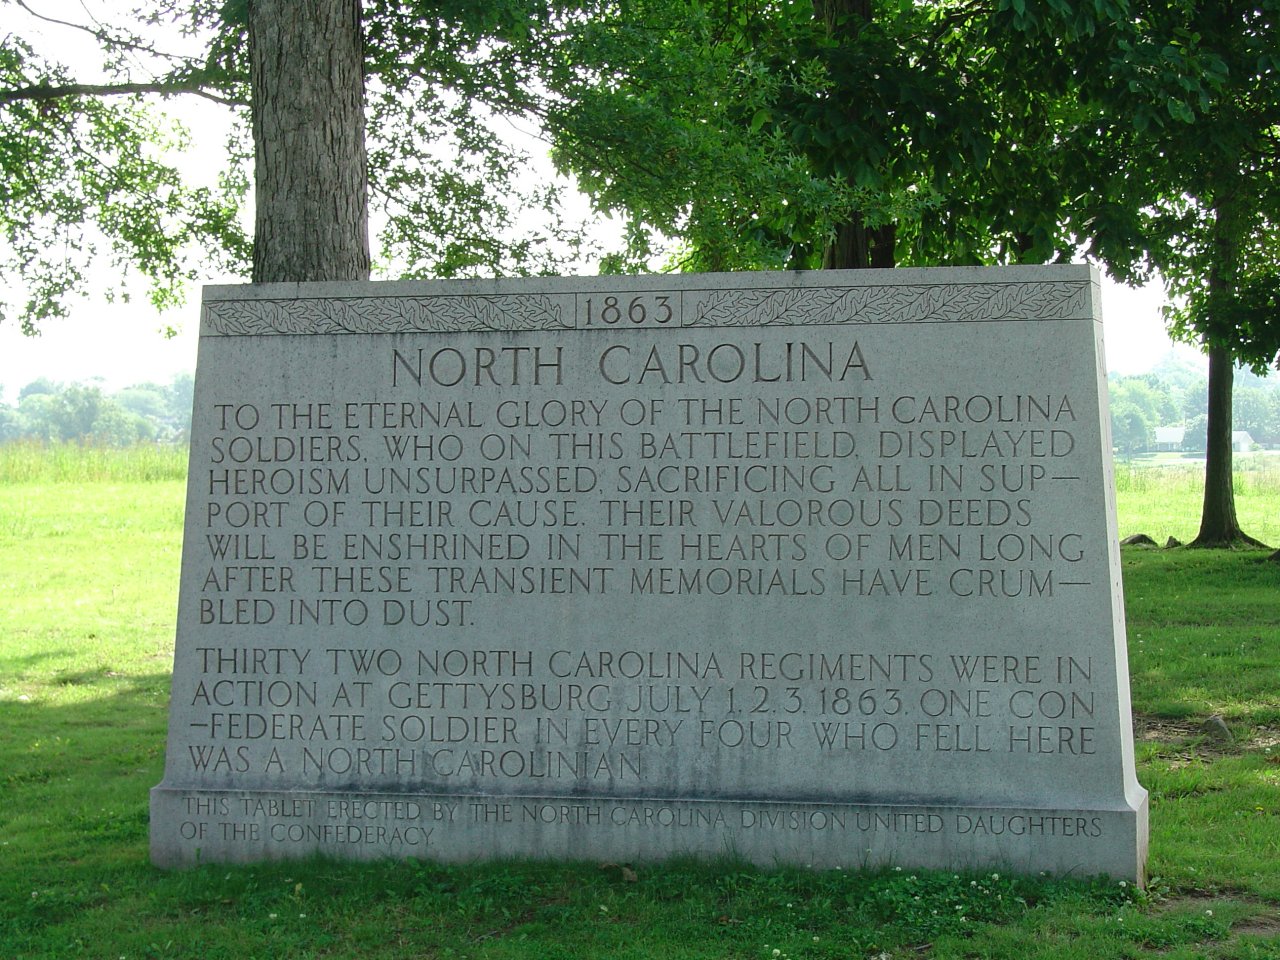 1863
NORTH CAROLINA
TO THE ETERNAL GLORY OF THE NORTH CAROLINA
SOLDIERS. WHO ON THIS BATTLEFIELD. DISPLAYED
HEROISM UNSURPASSED. SACRIFICING ALL IN SUP—
PORT OF THEIR CAUSE. THEIR VALOROUS DEEDS
WILL BE ENSHRINED IN THE HEARTS OF MEN LONG
AFTER THESE TRANSIENT MEMORIALS HAVE CRUM—
BLED INTO DUST.
THIRTY TWO NORTH CAROLINA REGIMENTS WERE IN
ACTION AT GETTYSBURG JULY 1.2.3.1863. ONE CON
—FEDERATE SOLDIER IN EVERY FOUR WHO FELL HERE
WAS A NORTH CAROLINIAN
THIS TABLET ERECTED BY THE NORTH CAROLINA DIVISION UNITED DAUGHTERS
OF THE CONFEDERACY.